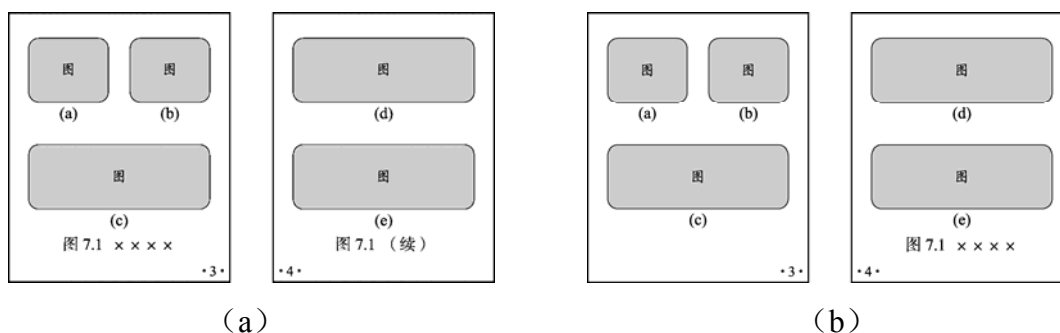 图 图
(a) (b)
图
(c)
图 7.1 ××××
·3·
图
(d)
图
(e)
图 7.1 （续）
·4·
图 图
(a) (b)
图
(c)
·3·
图
(d)
图
(e)
图 7.1 ××××
·4·
（a） （b）